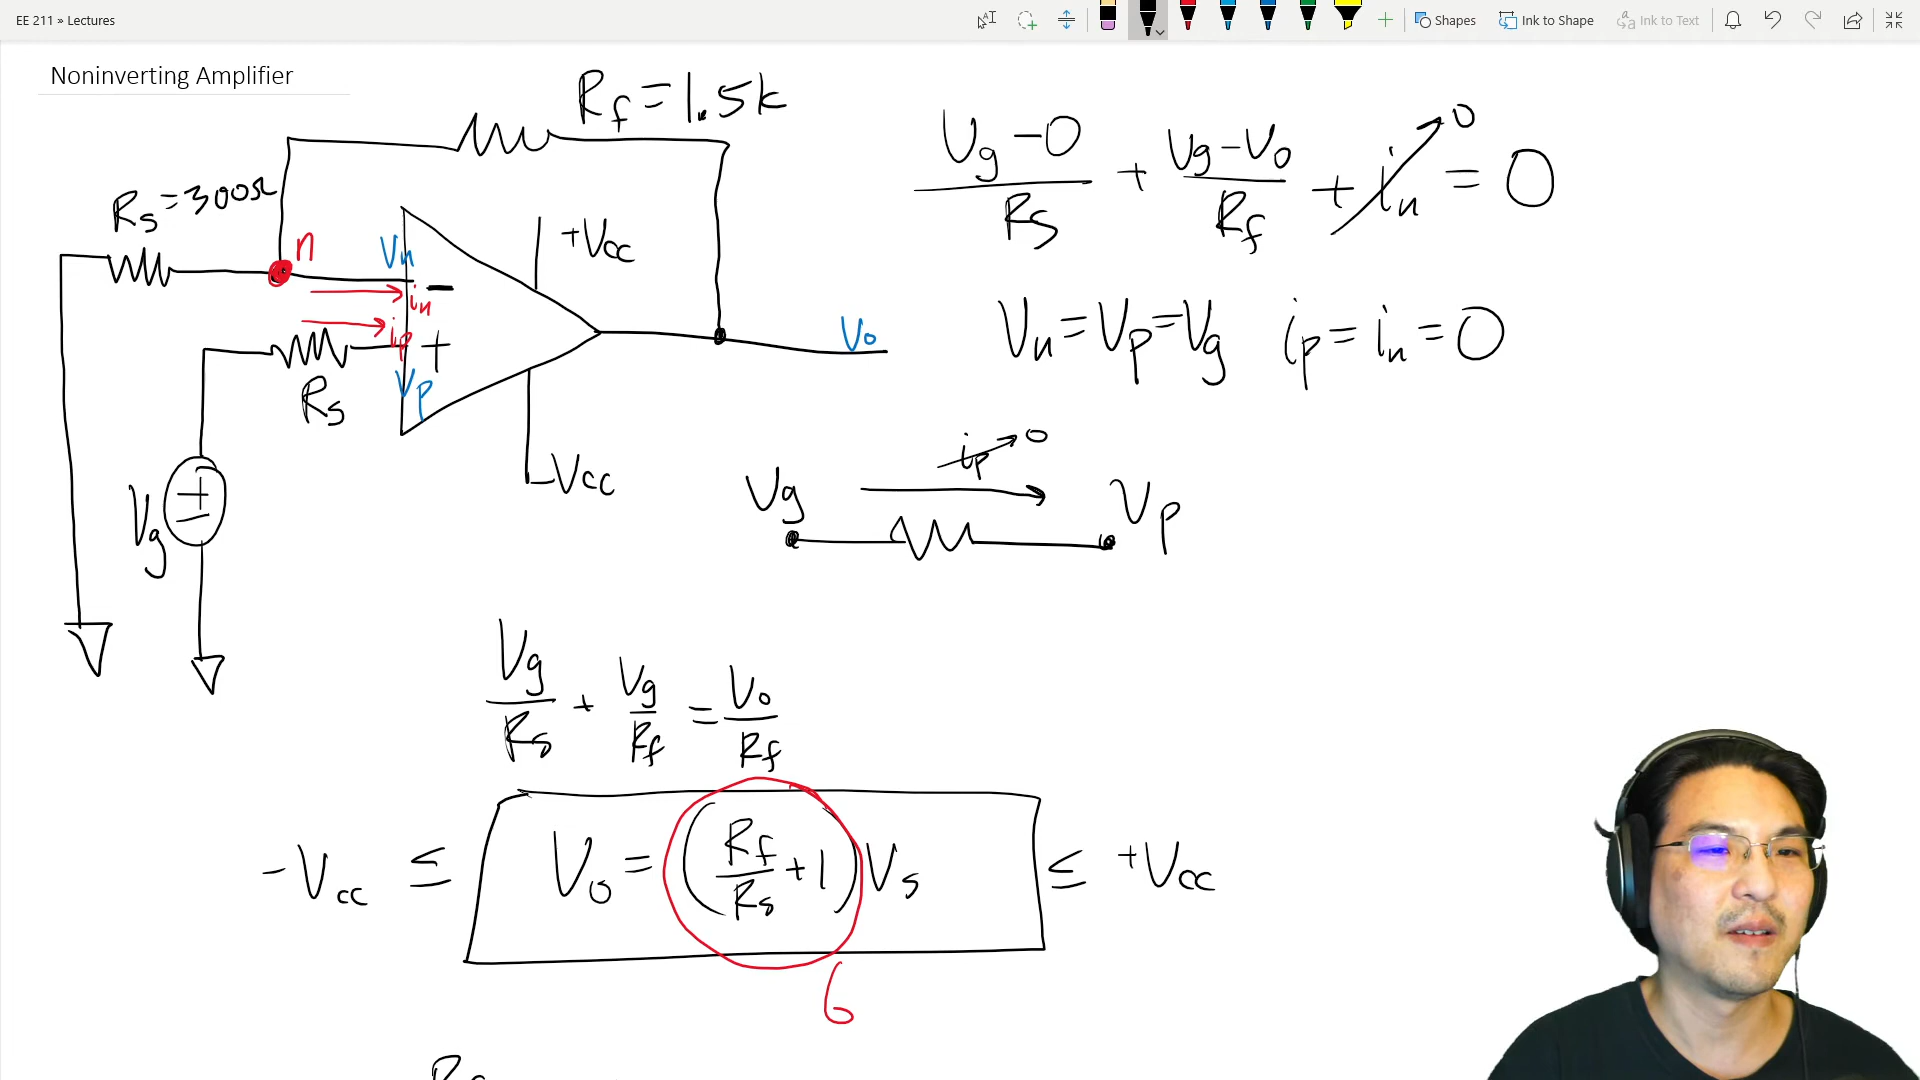 EE 211 » Lectures
Shapes
Ink to Shape
Ink to Text
Noninverting Amplifier
Rf = 1.5k
Rs = 300Ω
n
Vn
+Vcc
in
−
ip
+
Vo
Vp
Rs
-Vcc
Vg
+
−
(Vg − 0)/Rs + (Vg − Vo)/Rf + in → 0 = 0
Vn = Vp = Vg ip = in = 0
ip → 0
Vg Vp
Vg/Rs + Vg/Rf = Vo/Rf
-Vcc ≤ Vo = (Rf/Rs + 1) Vs ≤ +Vcc
6